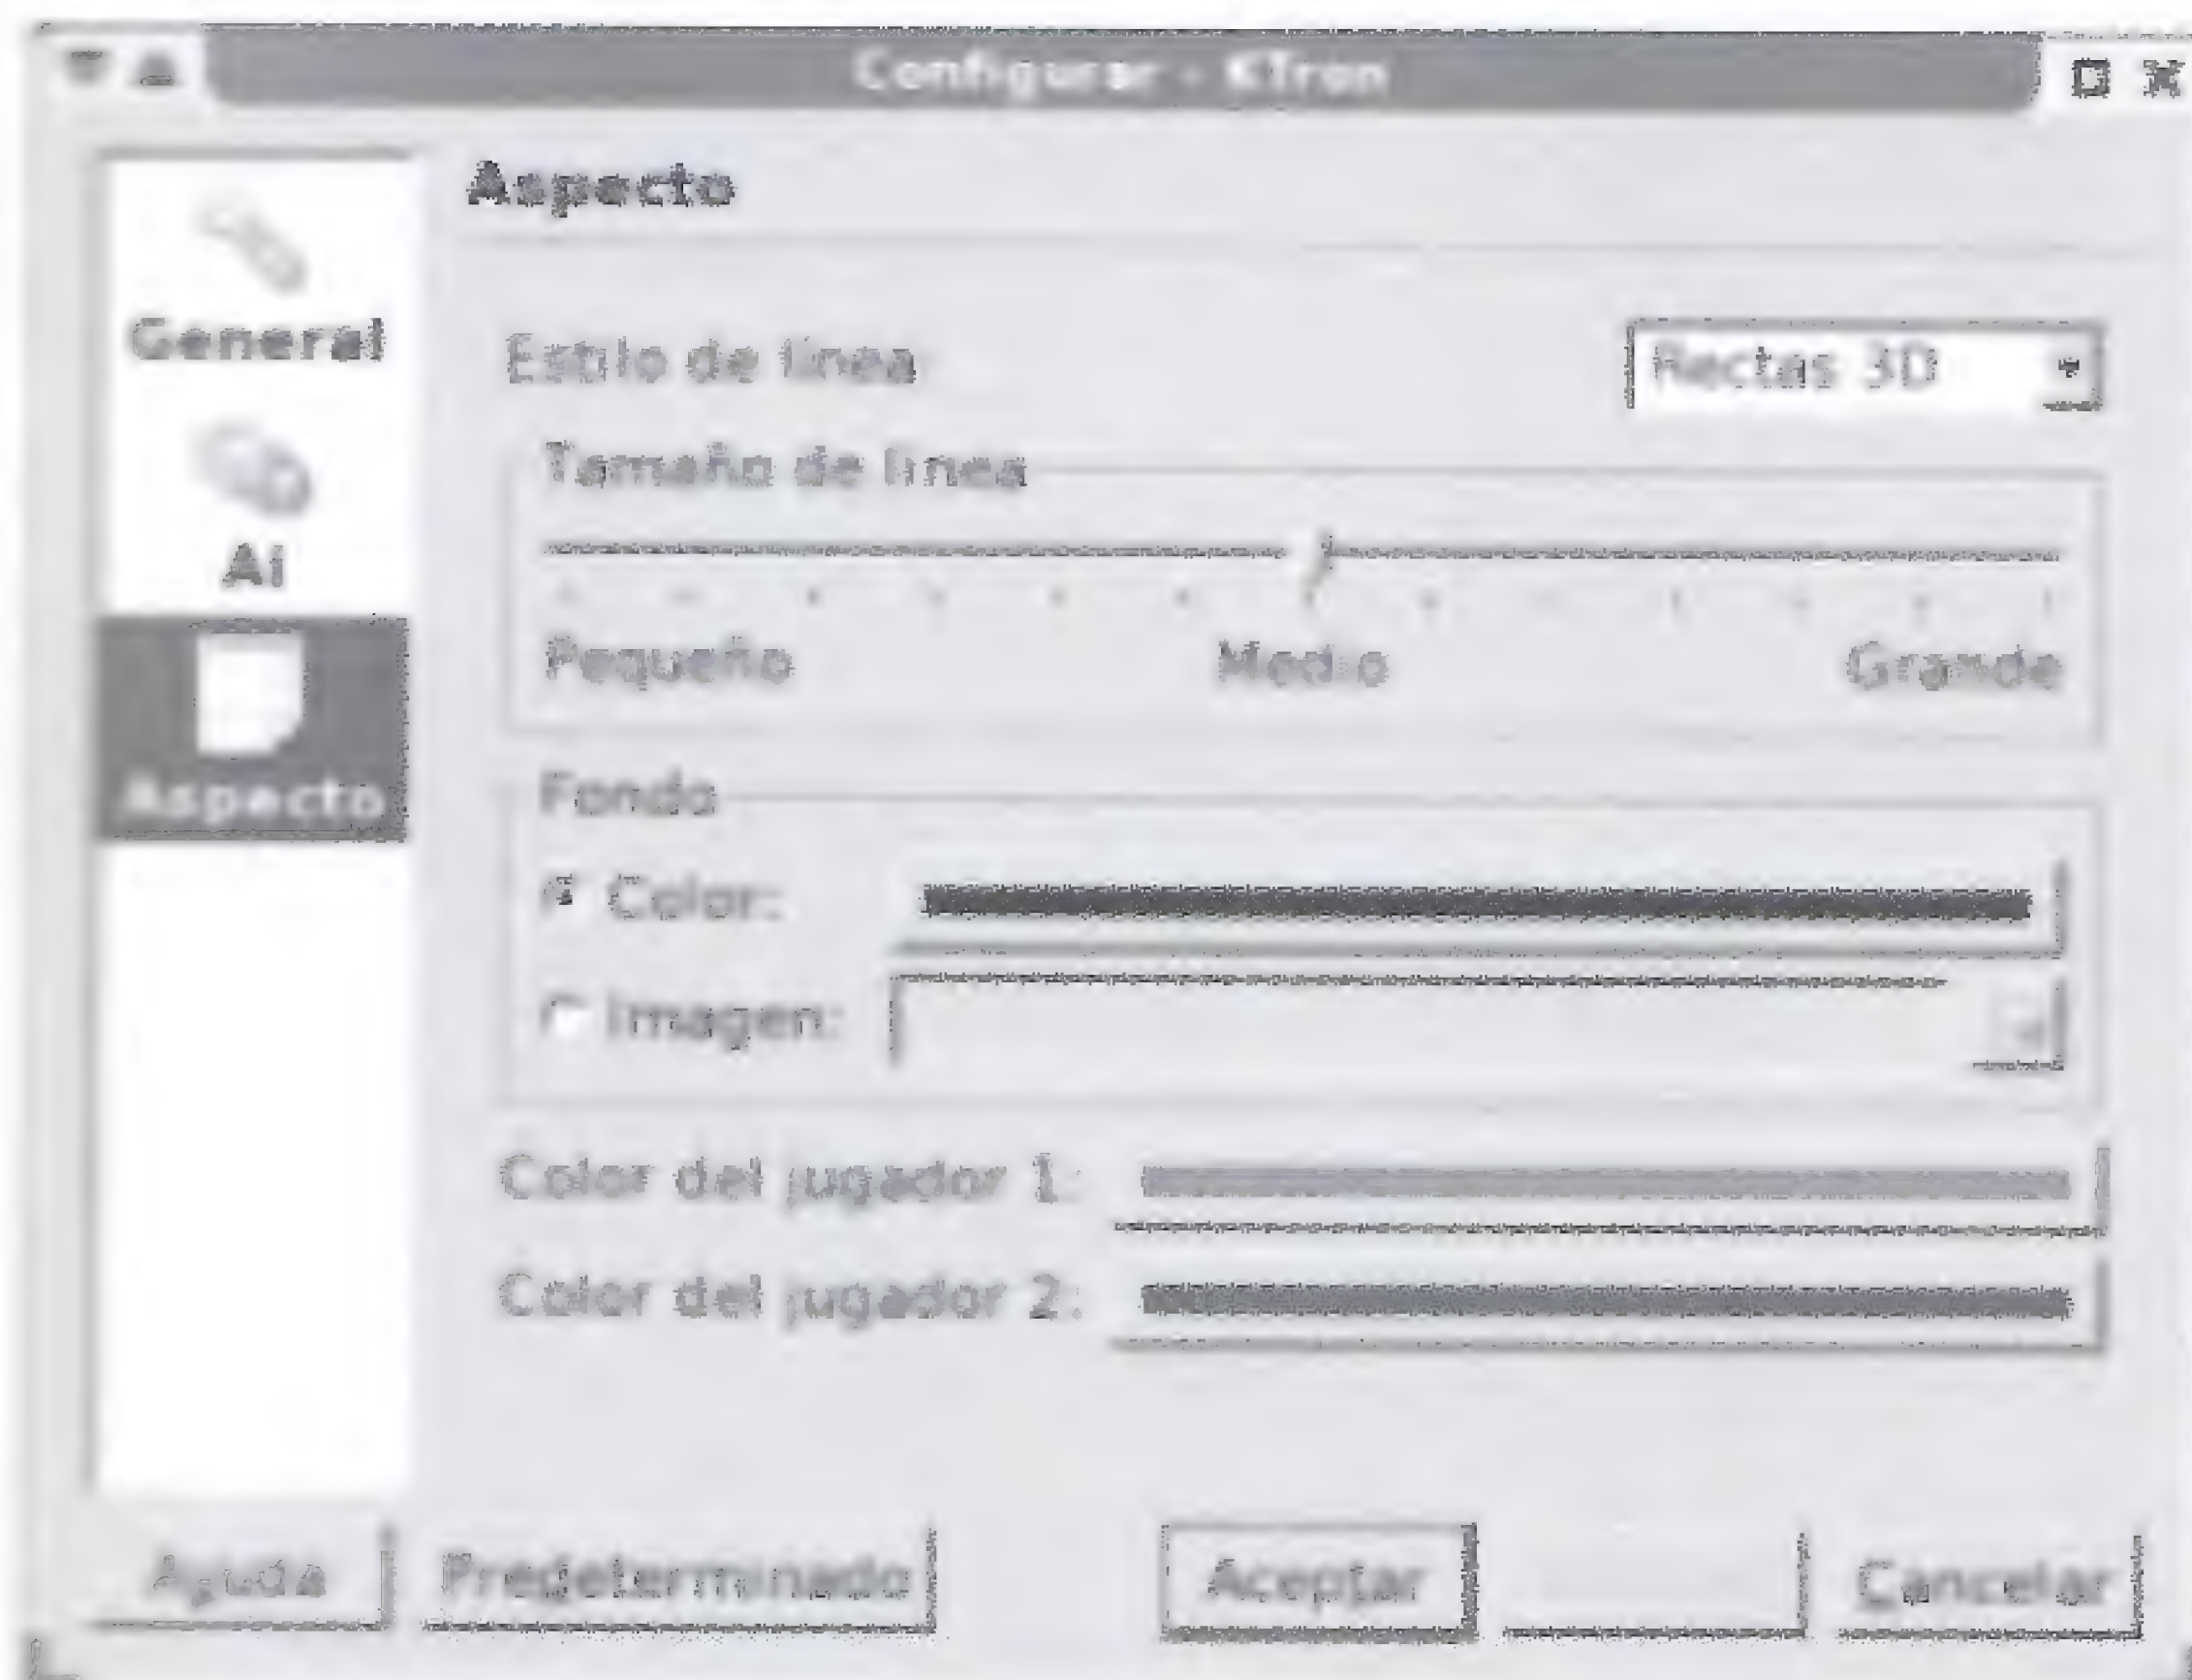 Configurar - KTron
Aspecto
General
AI
Aspecto
Estilo de línea
Rectas 3D
Tamaño de línea
Pequeño Medio Grande
Fondo
Color:
Imagen:
Color del jugador 1:
Color del jugador 2:
Ayuda Predeterminado Aceptar Cancelar